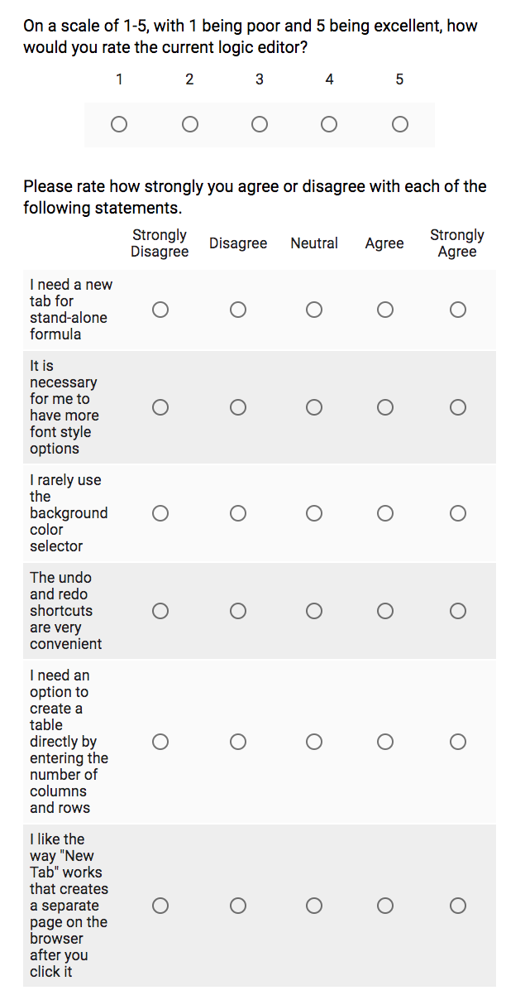 On a scale of 1-5, with 1 being poor and 5 being excellent, how
would you rate the current logic editor?
1 2 3 4 5
Please rate how strongly you agree or disagree with each of the
following statements.
Strongly
Disagree
Disagree
Neutral
Agree
Strongly
Agree
I need a new
tab for
stand-alone
formula
It is
necessary
for me to
have more
font style
options
I rarely use
the
background
color
selector
The undo
and redo
shortcuts
are very
convenient
I need an
option to
create a
table
directly by
entering the
number of
columns
and rows
I like the
way "New
Tab" works
that creates
a separate
page on the
browser
after you
click it